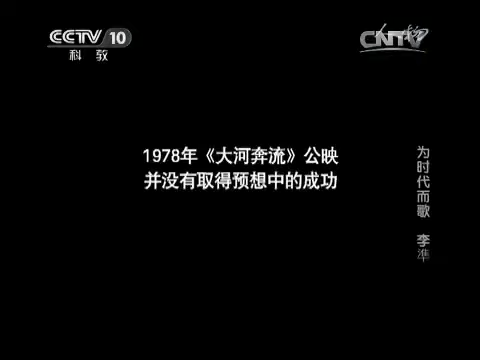 CCTV 10
科教
CNTV
1978年《大河奔流》公映
并没有取得预想中的成功
为时代而歌 李準